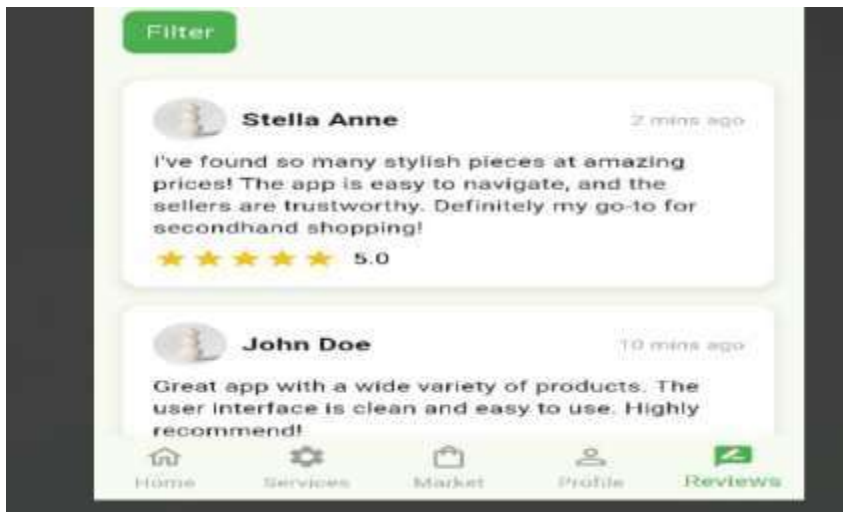 Filter
Stella Anne
2 mins ago
I've found so many stylish pieces at amazing
prices! The app is easy to navigate, and the
sellers are trustworthy. Definitely my go-to for
secondhand shopping!
5.0
John Doe
10 mins ago
Great app with a wide variety of products. The
user interface is clean and easy to use. Highly
recommend!
Home
Services
Market
Profile
Reviews